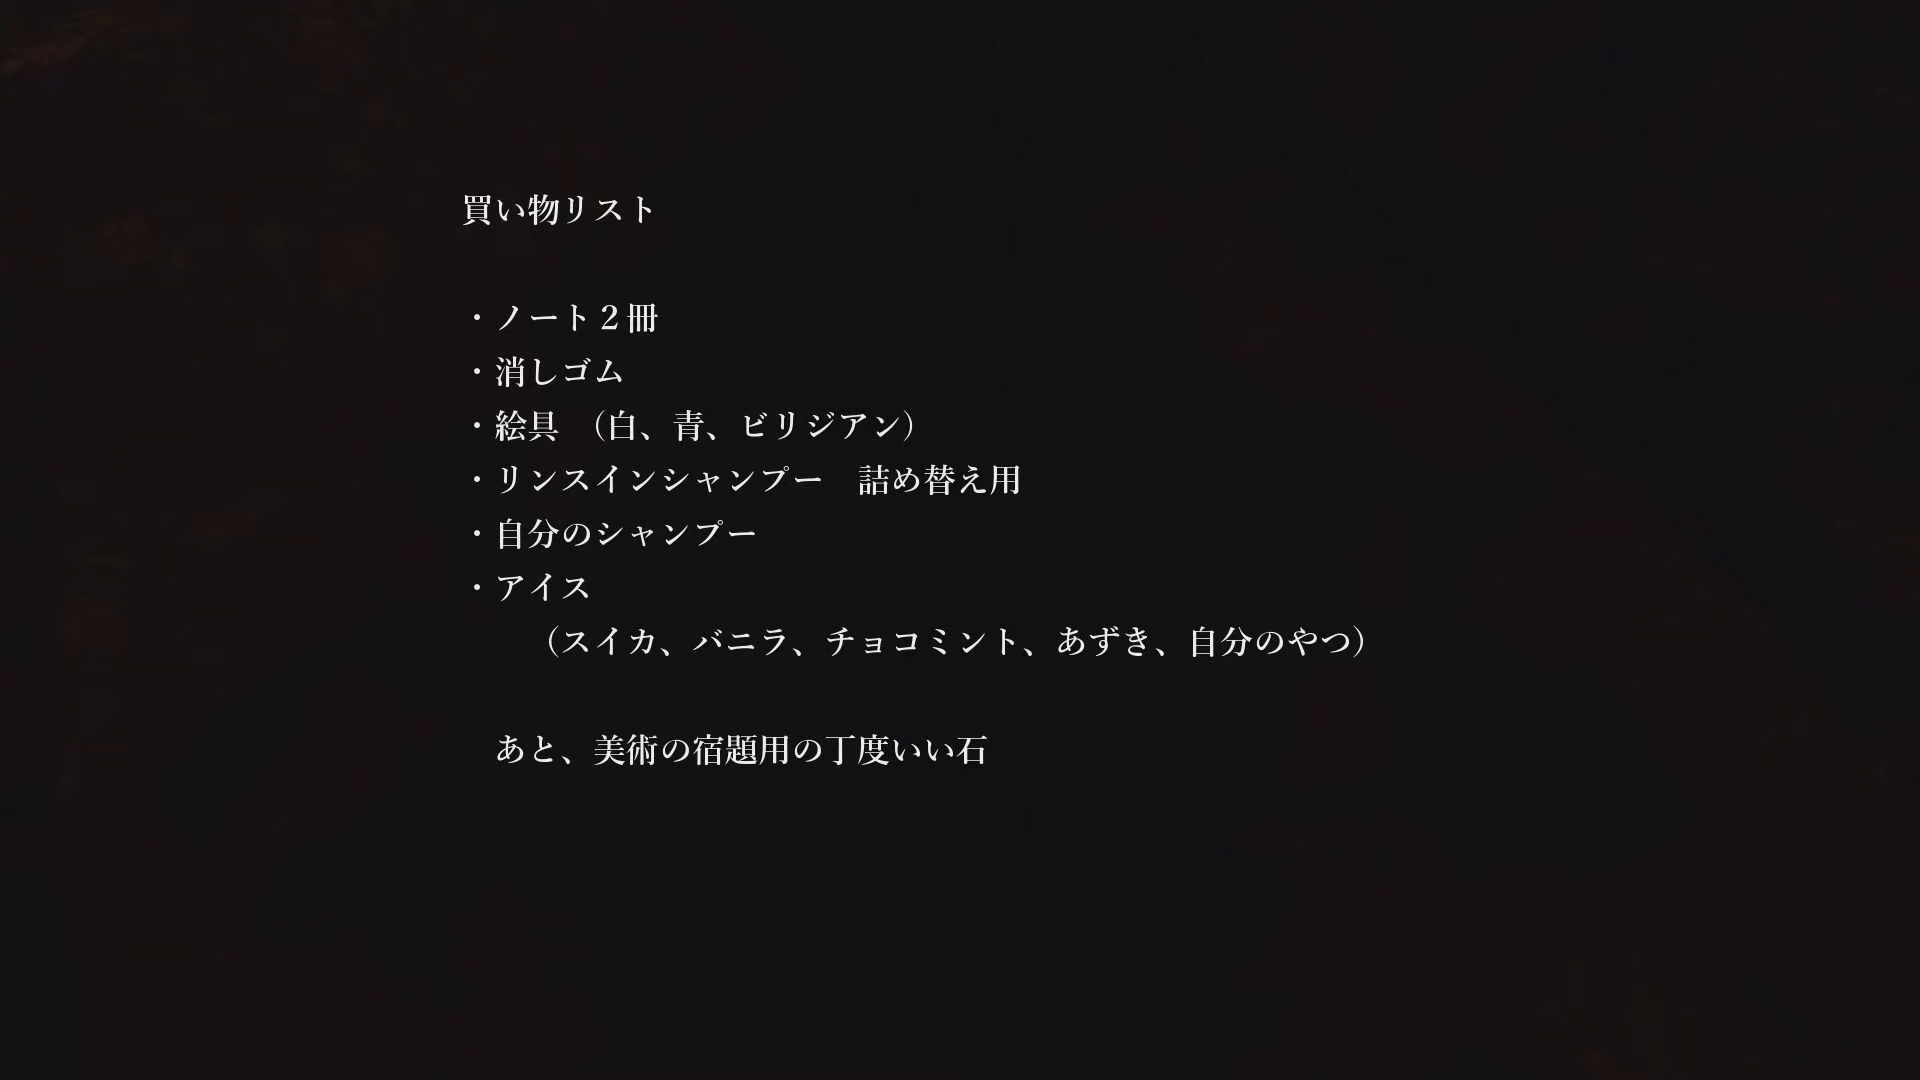 買い物リスト
・ノート２冊
・消しゴム
・絵具　（白、青、ビリジアン）
・リンスインシャンプー　詰め替え用
・自分のシャンプー
・アイス
（スイカ、バニラ、チョコミント、あずき、自分のやつ）
あと、美術の宿題用の丁度いい石